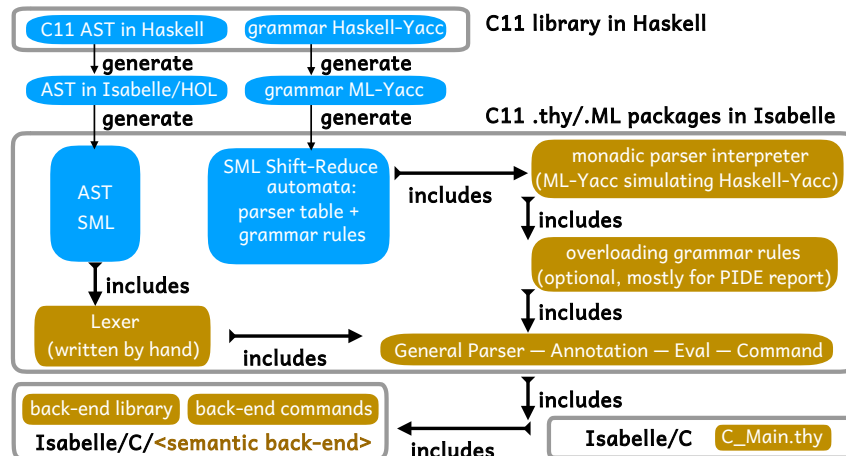 C11 AST in Haskell
grammar Haskell-Yacc
C11 library in Haskell
generate
generate
AST in Isabelle/HOL
grammar ML-Yacc
generate
generate
C11 .thy/.ML packages in Isabelle
AST
SML
SML Shift-Reduce
automata:
parser table +
grammar rules
includes
monadic parser interpreter
(ML-Yacc simulating Haskell-Yacc)
includes
overloading grammar rules
(optional, mostly for PIDE report)
includes
includes
Lexer
(written by hand)
includes
General Parser — Annotation — Eval — Command
includes
back-end library
back-end commands
Isabelle/C/<semantic back-end>
includes
Isabelle/C
C_Main.thy